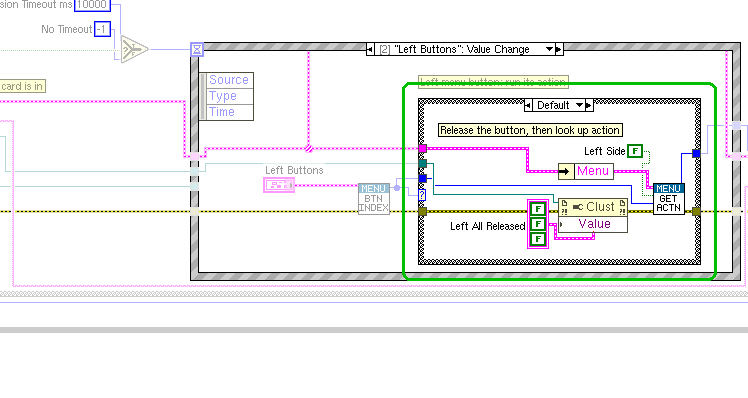 sion Timeout ms 10000
No Timeout -1
[2] "Left Buttons": Value Change
Source
Type
Time
card is in
Left menu button: run its action
Default
Release the button, then look up action
Left Side F
Menu
Left Buttons
MENU
BTN
INDEX
?
MENU
GET
ACTN
?! Clust ?!
Value
Left All Released
F
F
F